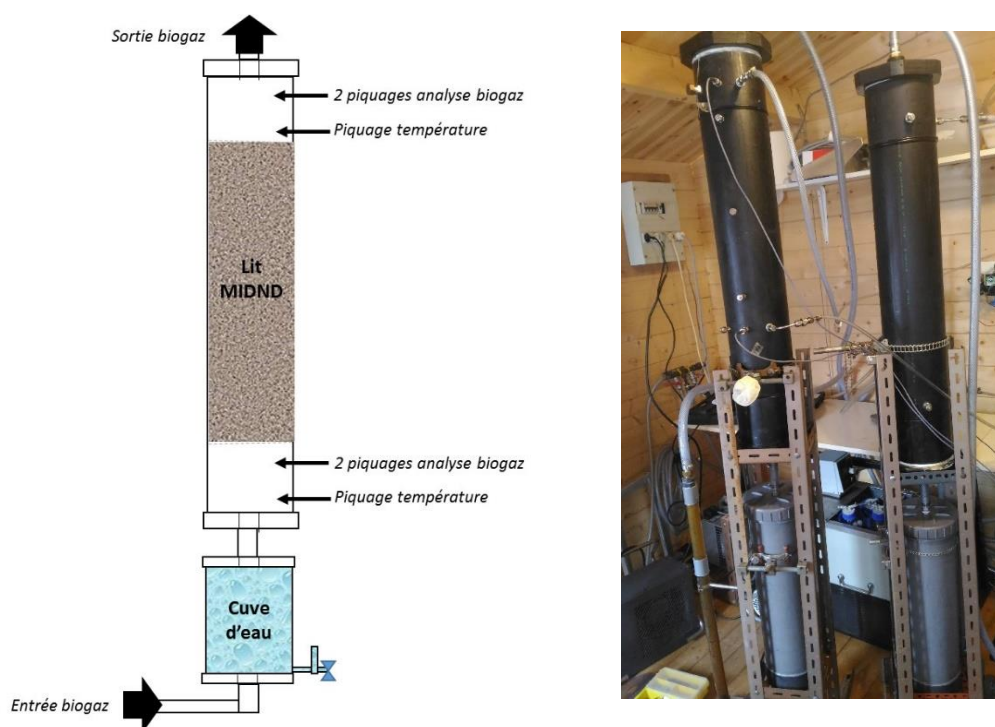 Sortie biogaz
2 piquages analyse biogaz
Piquage température
Lit
MIDND
2 piquages analyse biogaz
Piquage température
Cuve
d'eau
Entrée biogaz